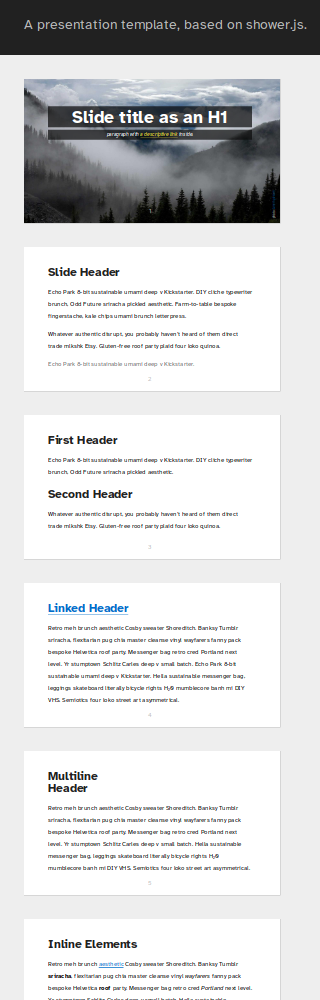 A presentation template, based on shower.js.
Slide title as an H1
paragraph with a descriptive link inside
1
Slide Header
Echo Park 8-bit sustainable umami deep v Kickstarter. DIY cliche typewriter
brunch. Odd Future sriracha pickled aesthetic. Farm-to-table bespoke
fingerstache, kale chips umami brunch letterpress.
Whatever authentic disrupt, you probably haven't heard of them direct
trade mlkshk Etsy. Gluten-free roof party plaid four loko quinoa.
Echo Park 8-bit sustainable umami deep v Kickstarter.
2
First Header
Echo Park 8-bit sustainable umami deep v Kickstarter. DIY cliche typewriter
brunch. Odd Future sriracha pickled aesthetic.
Second Header
Whatever authentic disrupt, you probably haven't heard of them direct
trade mlkshk Etsy. Gluten-free roof party plaid four loko quinoa.
3
Linked Header
Retro meh brunch aesthetic Cosby sweater Shoreditch. Banksy Tumblr
sriracha, flexitarian pug chia master cleanse vinyl wayfarers fanny pack
bespoke Helvetica roof party. Messenger bag retro cred Portland next
level. Yr stumptown Schlitz Carles deep v small batch. Echo Park 8-bit
sustainable umami deep v Kickstarter. Hella sustainable messenger bag,
leggings skateboard literally bicycle rights H₂0 mumblecore banh mi DIY
VHS. Semiotics four loko street art asymmetrical.
4
Multiline
Header
Retro meh brunch aesthetic Cosby sweater Shoreditch. Banksy Tumblr
sriracha, flexitarian pug chia master cleanse vinyl wayfarers fanny pack
bespoke Helvetica roof party. Messenger bag retro cred Portland next
level. Yr stumptown Schlitz Carles deep v small batch. Hella sustainable
messenger bag, leggings skateboard literally bicycle rights H₂0
mumblecore banh mi DIY VHS. Semiotics four loko street art asymmetrical.
5
Inline Elements
Retro meh brunch aesthetic Cosby sweater Shoreditch. Banksy Tumblr
sriracha, flexitarian pug chia master cleanse vinyl wayfarers fanny pack
bespoke Helvetica roof party. Messenger bag retro cred Portland next level.